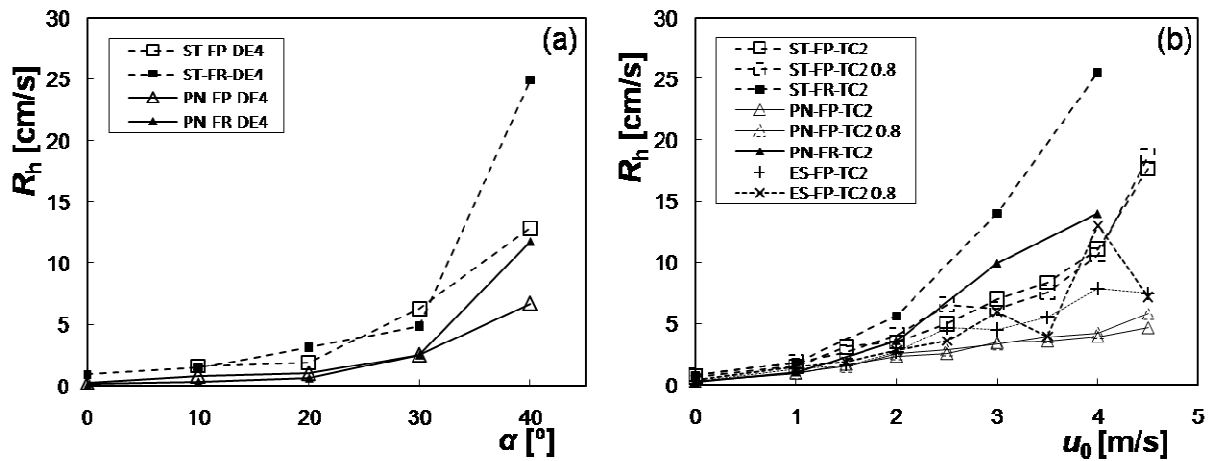 (a)
R_h [cm/s]
30
25
20
15
10
5
0
ST FP DE4
ST-FR-DE4
PN FP DE4
PN FR DE4
0 10 20 30 40
α [°]
(b)
R_h [cm/s]
30
25
20
15
10
5
0
ST-FP-TC2
ST-FP-TC2 0.8
ST-FR-TC2
PN-FP-TC2
PN-FP-TC2 0.8
PN-FR-TC2
ES-FP-TC2
ES-FP-TC2 0.8
0 1 2 3 4 5
u_0 [m/s]